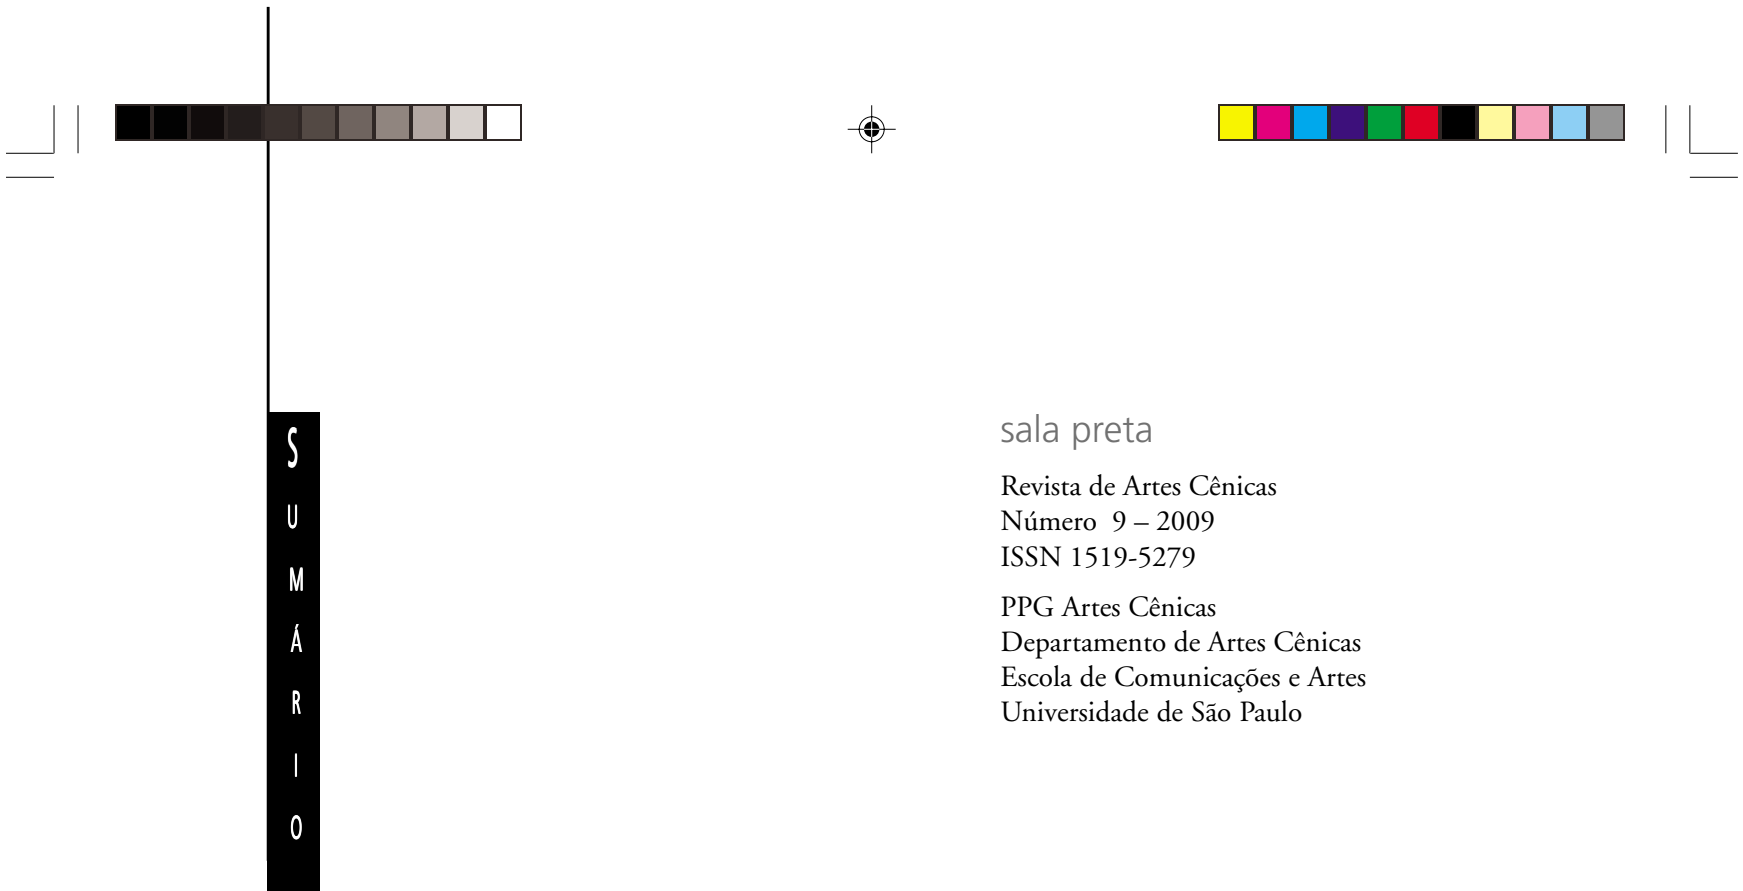 SUMÁRIO
sala preta
Revista de Artes Cênicas
Número 9 – 2009
ISSN 1519-5279
PPG Artes Cênicas
Departamento de Artes Cênicas
Escola de Comunicações e Artes
Universidade de São Paulo